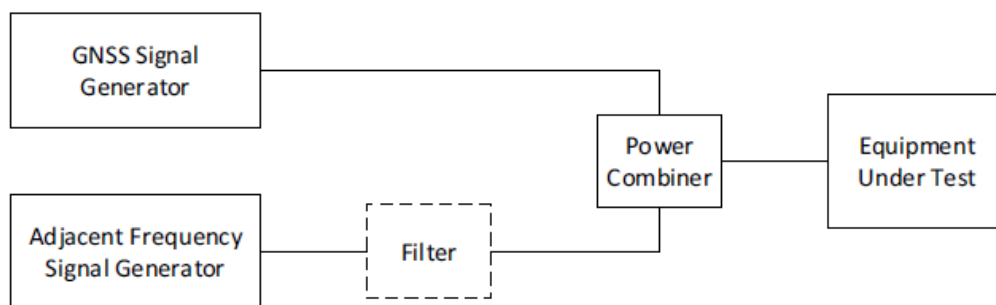 GNSS Signal
Generator
Power
Combiner
Equipment
Under Test
Adjacent Frequency
Signal Generator
Filter